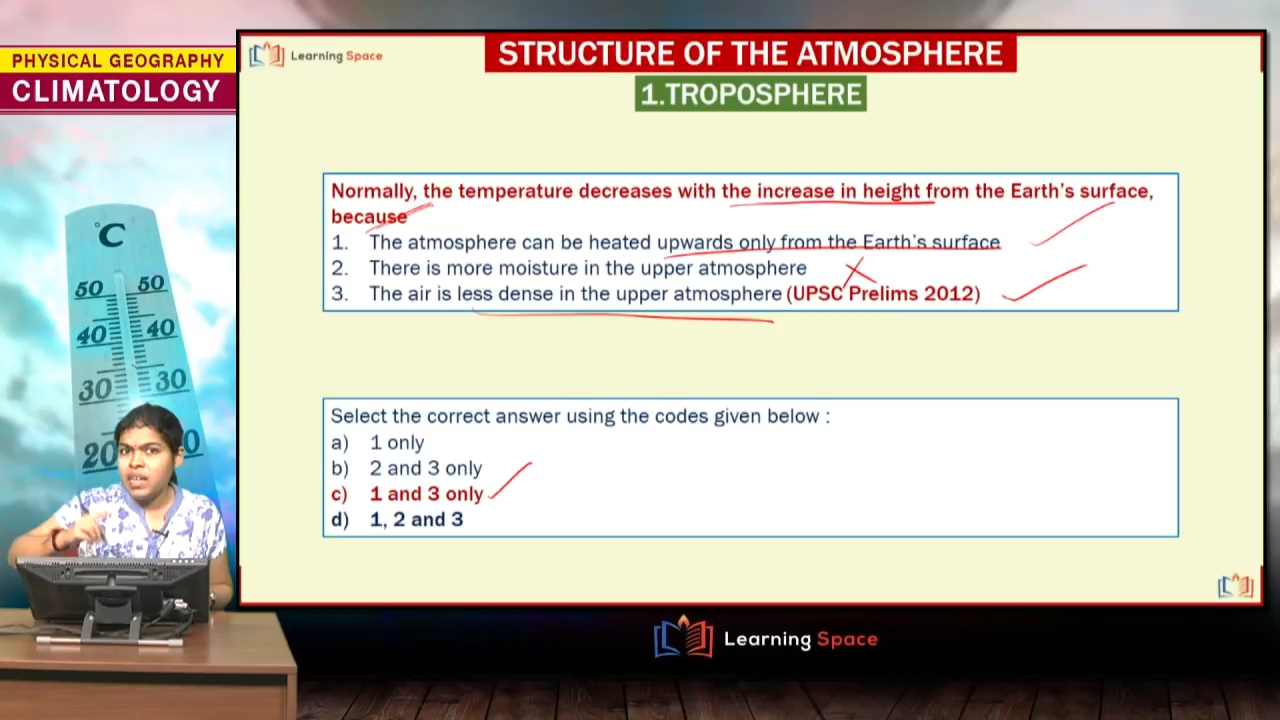 PHYSICAL GEOGRAPHY
CLIMATOLOGY
Learning Space
STRUCTURE OF THE ATMOSPHERE
1.TROPOSPHERE
Normally, the temperature decreases with the increase in height from the Earth's surface,
because
1. The atmosphere can be heated upwards only from the Earth's surface
2. There is more moisture in the upper atmosphere
3. The air is less dense in the upper atmosphere (UPSC Prelims 2012)
Select the correct answer using the codes given below :
a) 1 only
b) 2 and 3 only
c) 1 and 3 only
d) 1, 2 and 3
°C
50 50
40 40
30 30
20 0
Learning Space